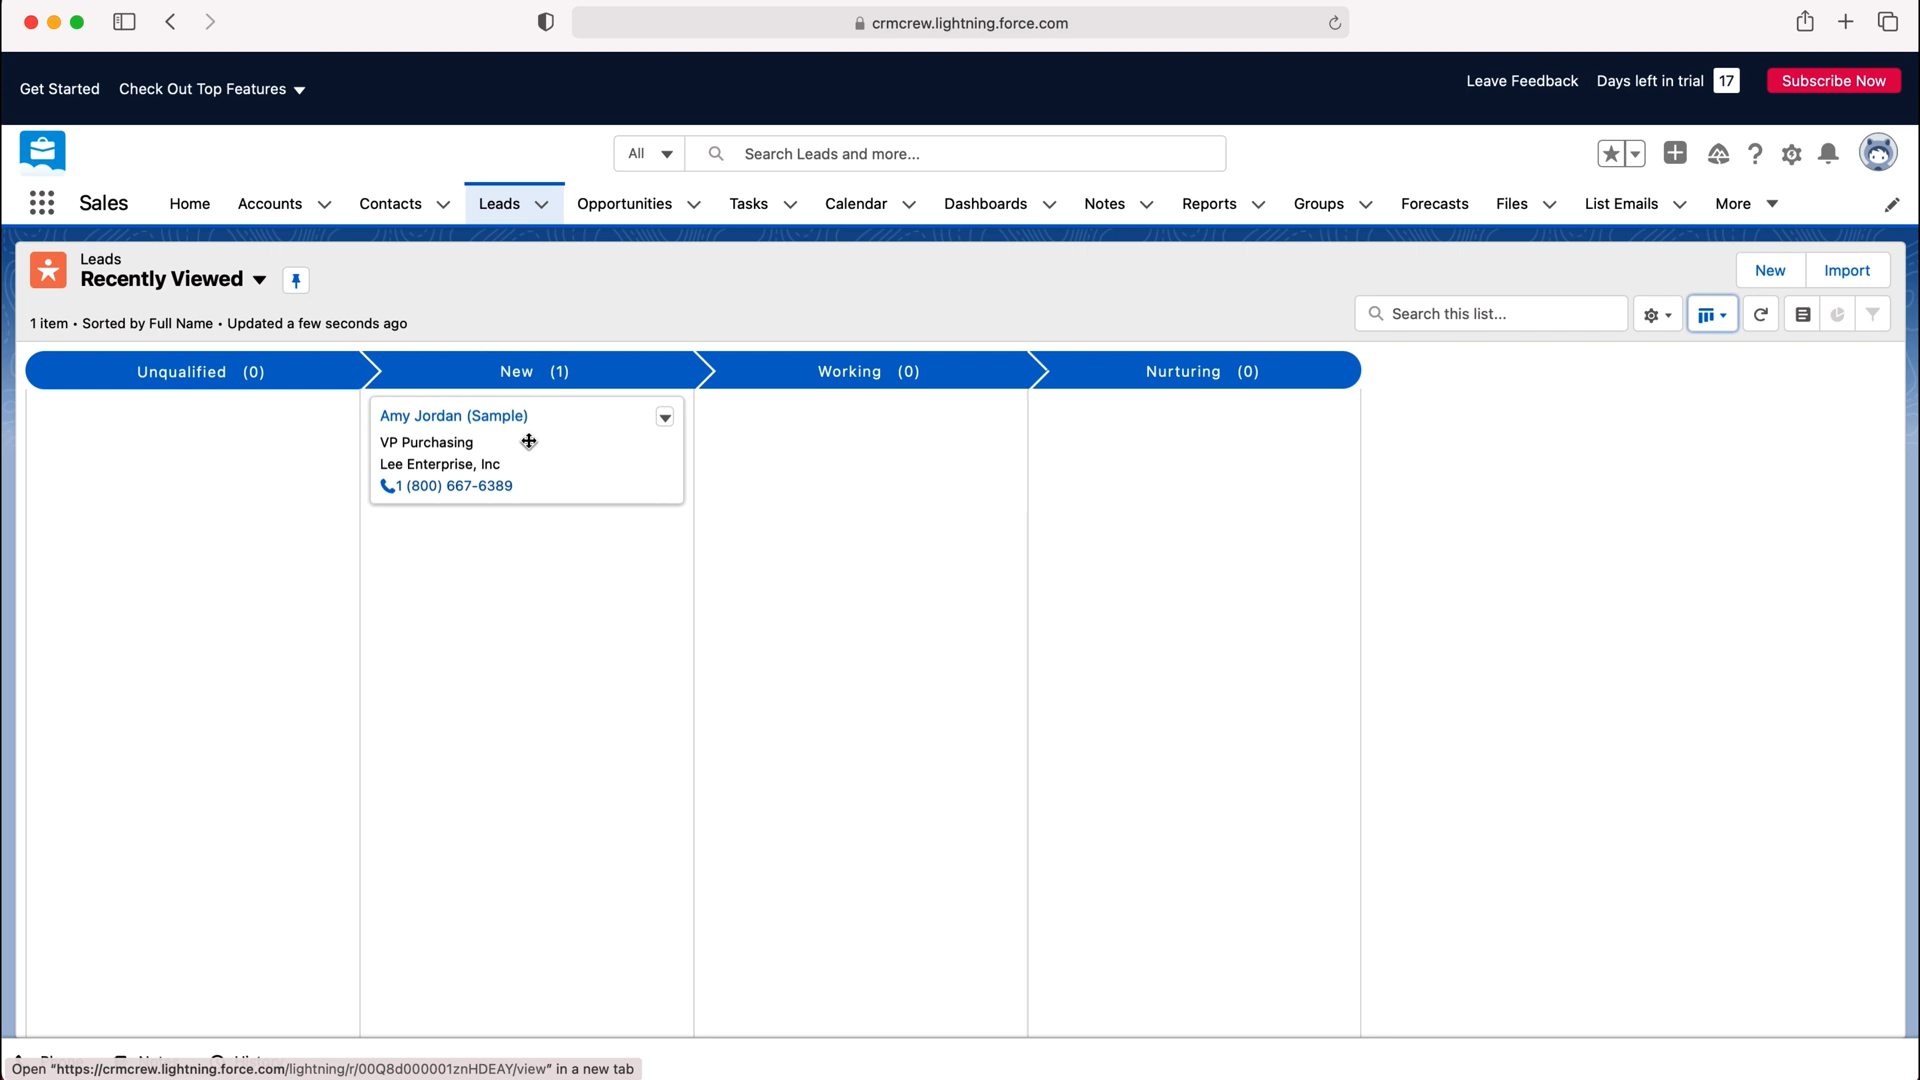 crmcrew.lightning.force.com
Get Started
Check Out Top Features
Leave Feedback
Days left in trial
17
Subscribe Now
All
Search Leads and more...
Sales
Home
Accounts
Contacts
Leads
Opportunities
Tasks
Calendar
Dashboards
Notes
Reports
Groups
Forecasts
Files
List Emails
More
Leads
Recently Viewed
New
Import
1 item • Sorted by Full Name • Updated a few seconds ago
Search this list...
Unqualified (0)
New (1)
Working (0)
Nurturing (0)
Amy Jordan (Sample)
VP Purchasing
Lee Enterprise, Inc
1 (800) 667-6389
Open "https://crmcrew.lightning.force.com/lightning/r/00Q8d000001znHDEAY/view" in a new tab